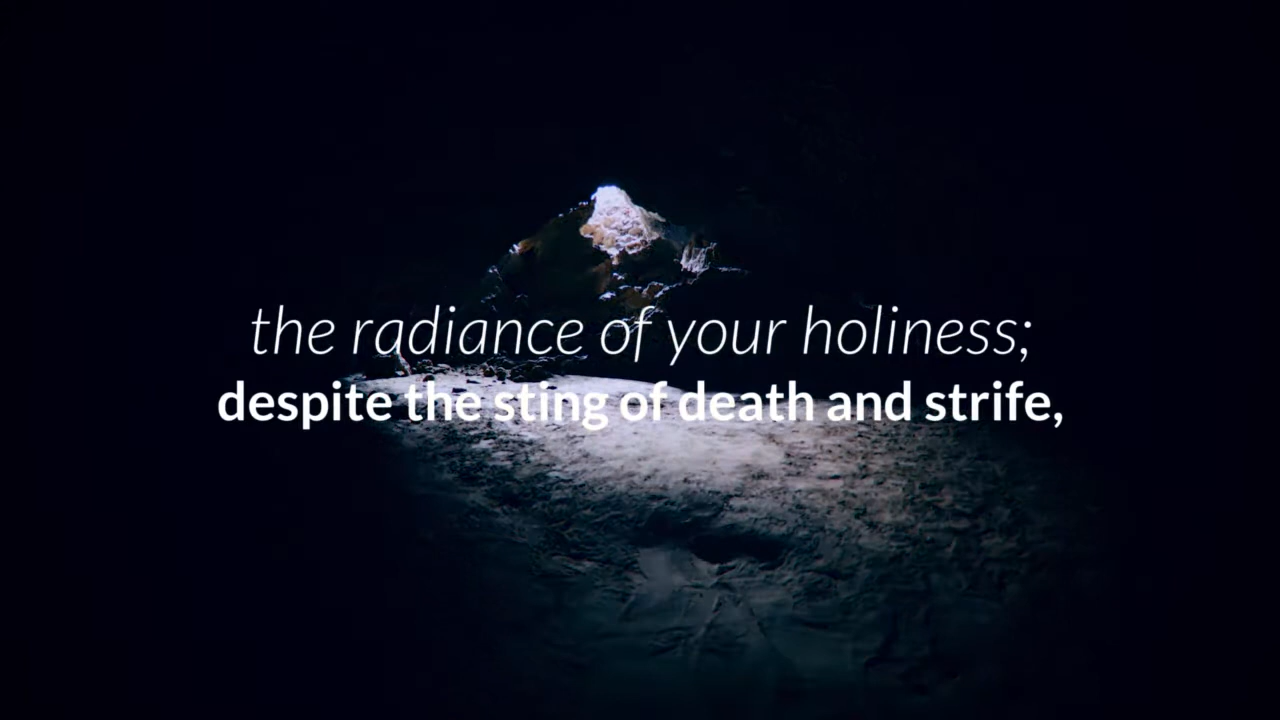 the radiance of your holiness;
despite the sting of death and strife,